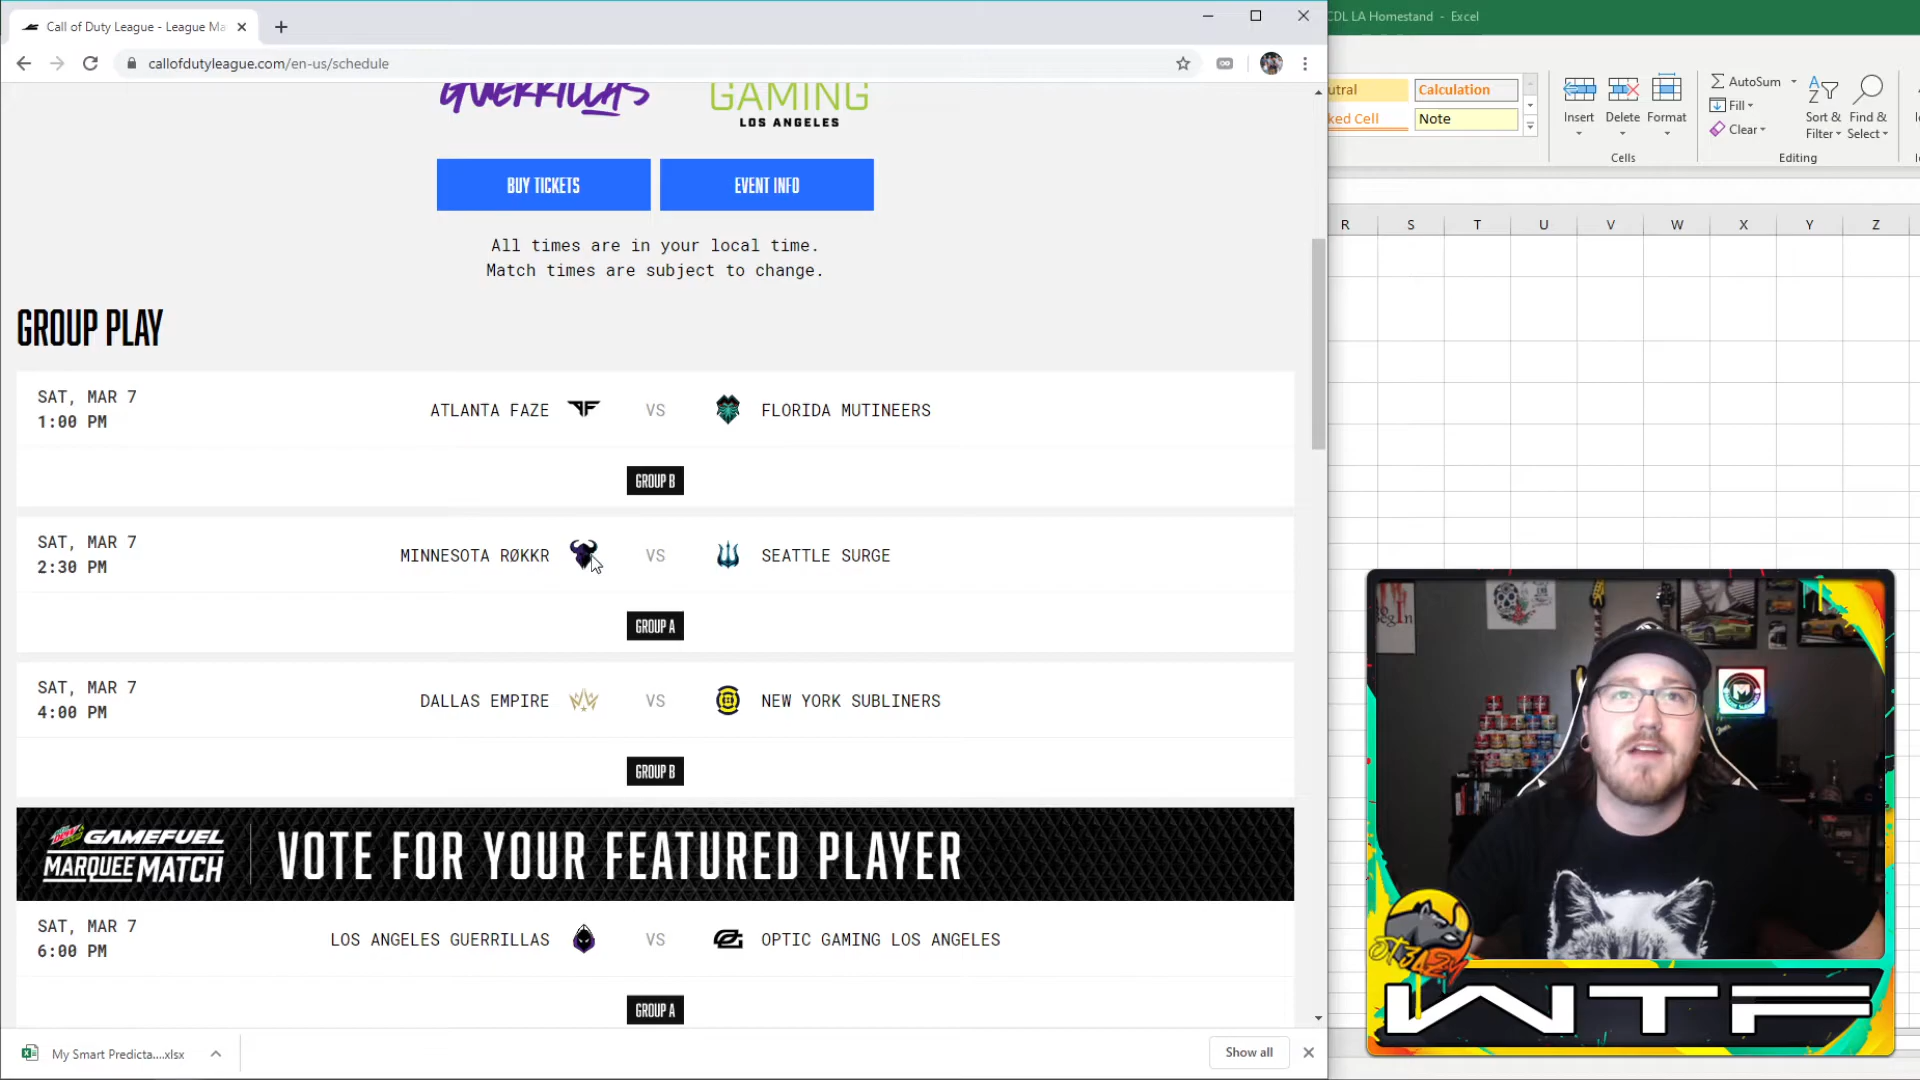 Call of Duty League - League Ma
CDL LA Homestand - Excel
callofdutyleague.com/en-us/schedule
GUERRILLAS
GAMING
LOS ANGELES
BUY TICKETS
EVENT INFO
All times are in your local time.
Match times are subject to change.
GROUP PLAY
SAT, MAR 7
1:00 PM
ATLANTA FAZE VS FLORIDA MUTINEERS
GROUP B
SAT, MAR 7
2:30 PM
MINNESOTA RØKKR VS SEATTLE SURGE
GROUP A
SAT, MAR 7
4:00 PM
DALLAS EMPIRE VS NEW YORK SUBLINERS
GROUP B
GAMEFUEL
MARQUEE MATCH
VOTE FOR YOUR FEATURED PLAYER
SAT, MAR 7
6:00 PM
LOS ANGELES GUERRILLAS VS OPTIC GAMING LOS ANGELES
GROUP A
My Smart Predicta....xlsx
Show all
utral
Calculation
ked Cell
Note
Insert
Delete
Format
Cells
AutoSum
Fill
Clear
Sort &
Filter
Find &
Select
Editing
R S T U V W X Y Z
WTF